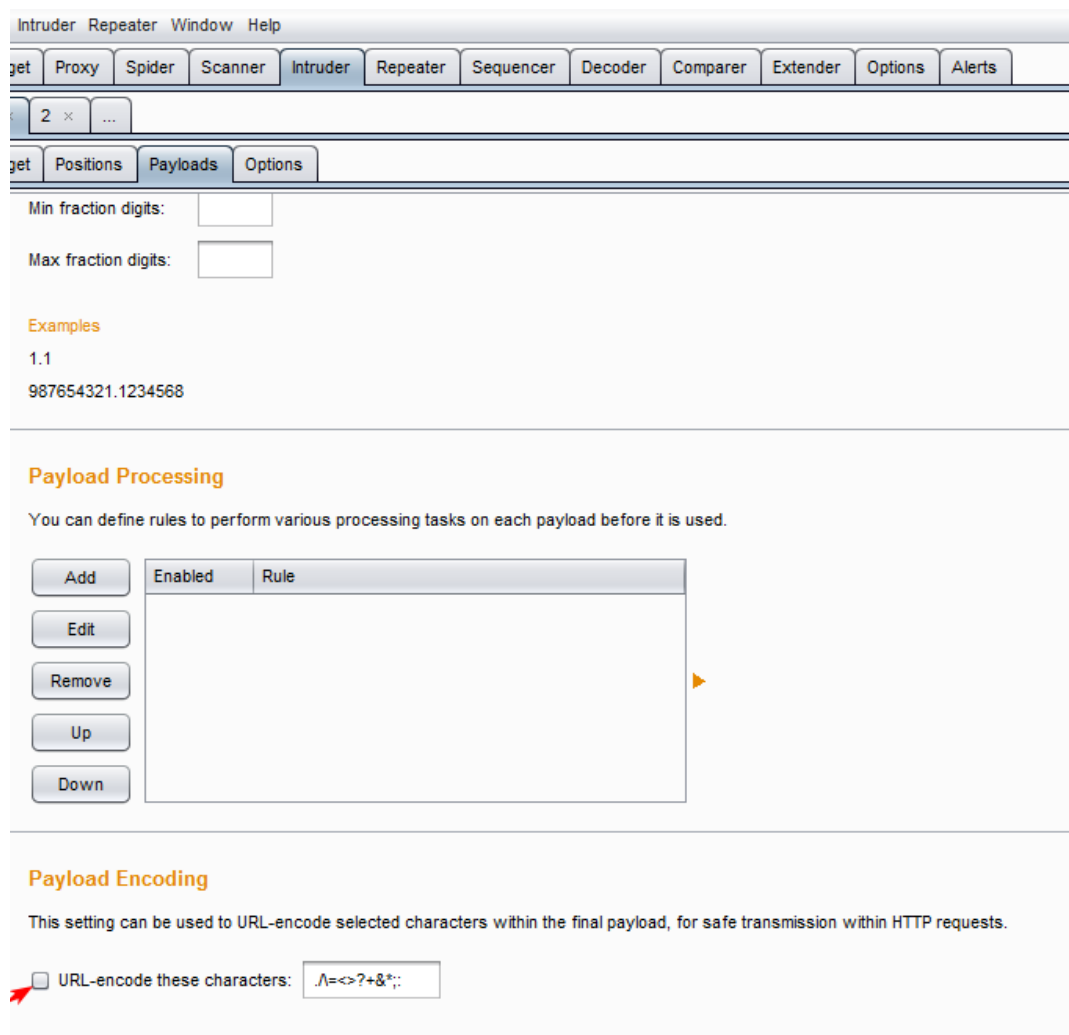 Intruder Repeater Window Help
get Proxy Spider Scanner Intruder Repeater Sequencer Decoder Comparer Extender Options Alerts
2 × ...
get Positions Payloads Options
Min fraction digits:
Max fraction digits:
Examples
1.1
987654321.1234568
Payload Processing
You can define rules to perform various processing tasks on each payload before it is used.
Add Enabled Rule
Edit
Remove
Up
Down
Payload Encoding
This setting can be used to URL-encode selected characters within the final payload, for safe transmission within HTTP requests.
URL-encode these characters: ./\=<>?+&*;: